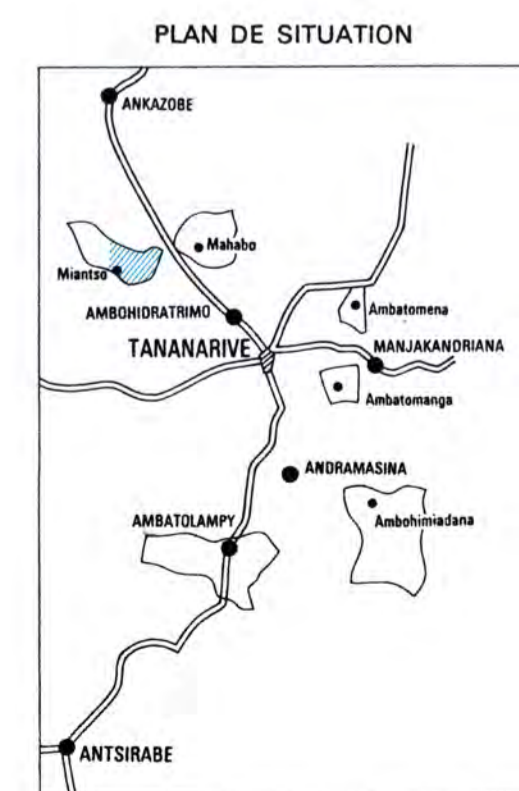 PLAN DE SITUATION
ANKAZOBE
Mahabo
Miantso
AMBOHIDRATRIMO
Ambatomena
TANANARIVE
MANJAKANDRIANA
Ambatomanga
ANDRAMASINA
Ambohimiadana
AMBATOLAMPY
ANTSIRABE